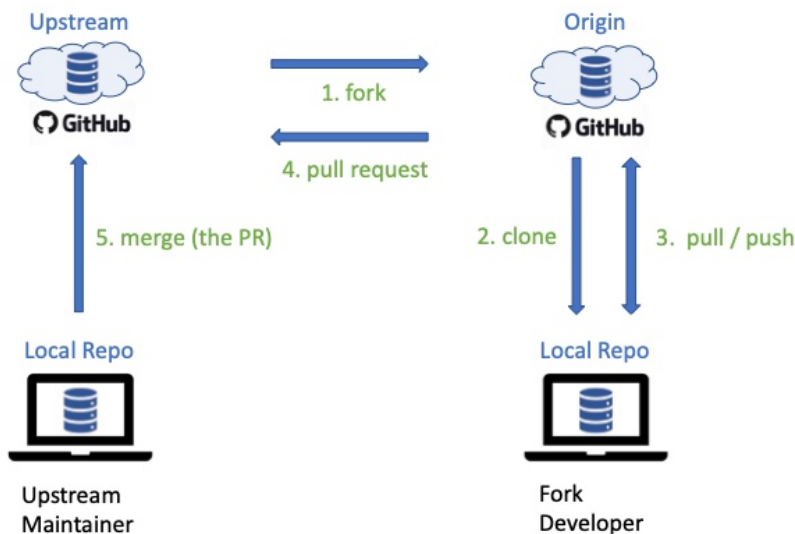 Upstream
Origin
GitHub
1. fork
GitHub
4. pull request
5. merge (the PR)
2. clone
3. pull / push
Local Repo
Local Repo
Upstream
Maintainer
Fork
Developer